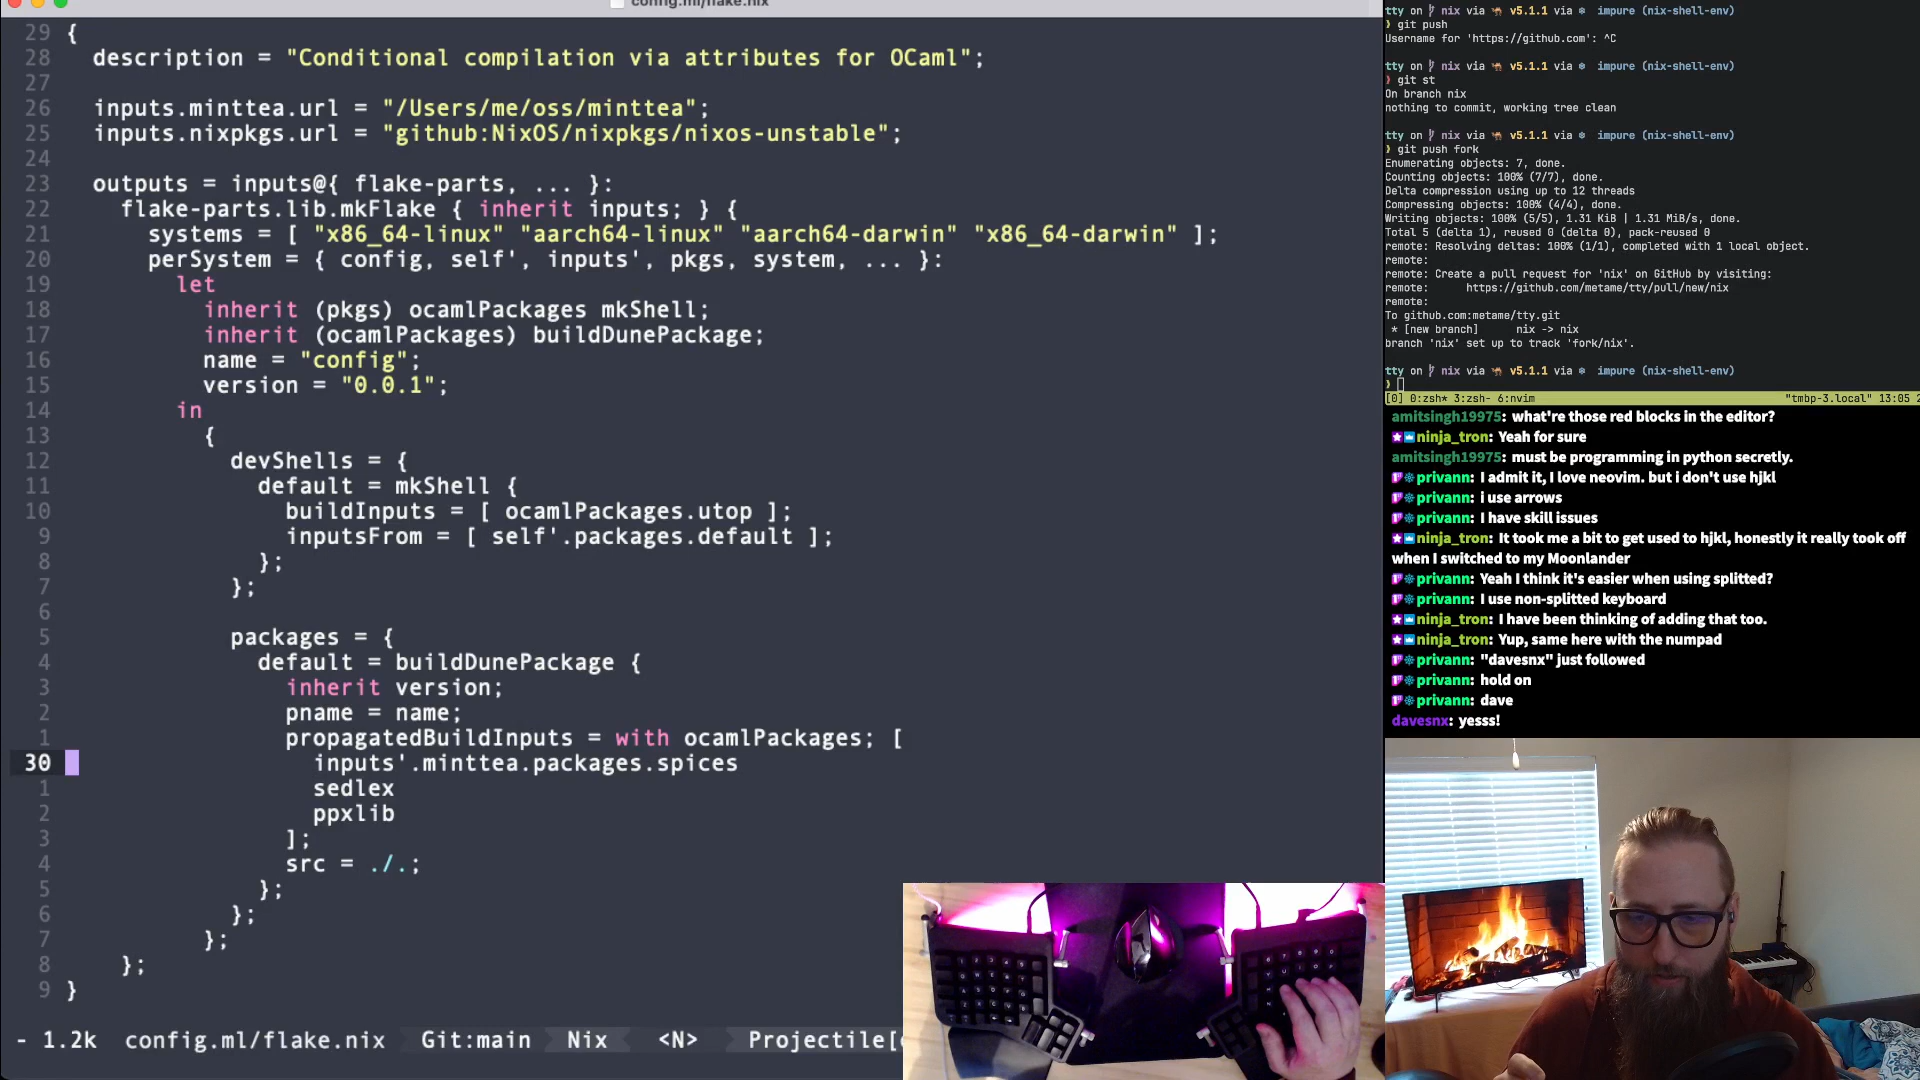 config.ml/flake.nix
29 {
28 description = "Conditional compilation via attributes for OCaml";
27
26 inputs.minttea.url = "/Users/me/oss/minttea";
25 inputs.nixpkgs.url = "github:NixOS/nixpkgs/nixos-unstable";
24
23 outputs = inputs@{ flake-parts, ... }:
22 flake-parts.lib.mkFlake { inherit inputs; } {
21 systems = [ "x86_64-linux" "aarch64-linux" "aarch64-darwin" "x86_64-darwin" ];
20 perSystem = { config, self', inputs', pkgs, system, ... }:
19 let
18 inherit (pkgs) ocamlPackages mkShell;
17 inherit (ocamlPackages) buildDunePackage;
16 name = "config";
15 version = "0.0.1";
14 in
13 {
12 devShells = {
11 default = mkShell {
10 buildInputs = [ ocamlPackages.utop ];
9 inputsFrom = [ self'.packages.default ];
8 };
7 };
6
5 packages = {
4 default = buildDunePackage {
3 inherit version;
2 pname = name;
1 propagatedBuildInputs = with ocamlPackages; [
30 inputs'.minttea.packages.spices
1 sedlex
2 ppxlib
3 ];
4 src = ./.;
5 };
6 };
7 };
8 };
9 }
- 1.2k config.ml/flake.nix Git:main Nix <N> Projectile[
tty on nix via v5.1.1 via impure (nix-shell-env)
❯ git push
Username for 'https://github.com': ^C
tty on nix via v5.1.1 via impure (nix-shell-env)
❯ git st
On branch nix
nothing to commit, working tree clean
tty on nix via v5.1.1 via impure (nix-shell-env)
❯ git push fork
Enumerating objects: 7, done.
Counting objects: 100% (7/7), done.
Delta compression using up to 12 threads
Compressing objects: 100% (4/4), done.
Writing objects: 100% (5/5), 1.31 KiB | 1.31 MiB/s, done.
Total 5 (delta 1), reused 0 (delta 0), pack-reused 0
remote: Resolving deltas: 100% (1/1), completed with 1 local object.
remote:
remote: Create a pull request for 'nix' on GitHub by visiting:
remote: https://github.com/metame/tty/pull/new/nix
remote:
To github.com:metame/tty.git
* [new branch] nix -> nix
branch 'nix' set up to track 'fork/nix'.
tty on nix via v5.1.1 via impure (nix-shell-env)
❯
[0] 0:zsh* 3:zsh- 6:nvim "tmbp-3.local" 13:05 2
amitsingh19975: what're those red blocks in the editor?
ninja_tron: Yeah for sure
amitsingh19975: must be programming in python secretly.
privann: I admit it, I love neovim. but i don't use hjkl
privann: i use arrows
privann: I have skill issues
ninja_tron: It took me a bit to get used to hjkl, honestly it really took off
when I switched to my Moonlander
privann: Yeah I think it's easier when using splitted?
privann: I use non-splitted keyboard
ninja_tron: I have been thinking of adding that too.
ninja_tron: Yup, same here with the numpad
privann: "davesnx" just followed
privann: hold on
privann: dave
davesnx: yesss!